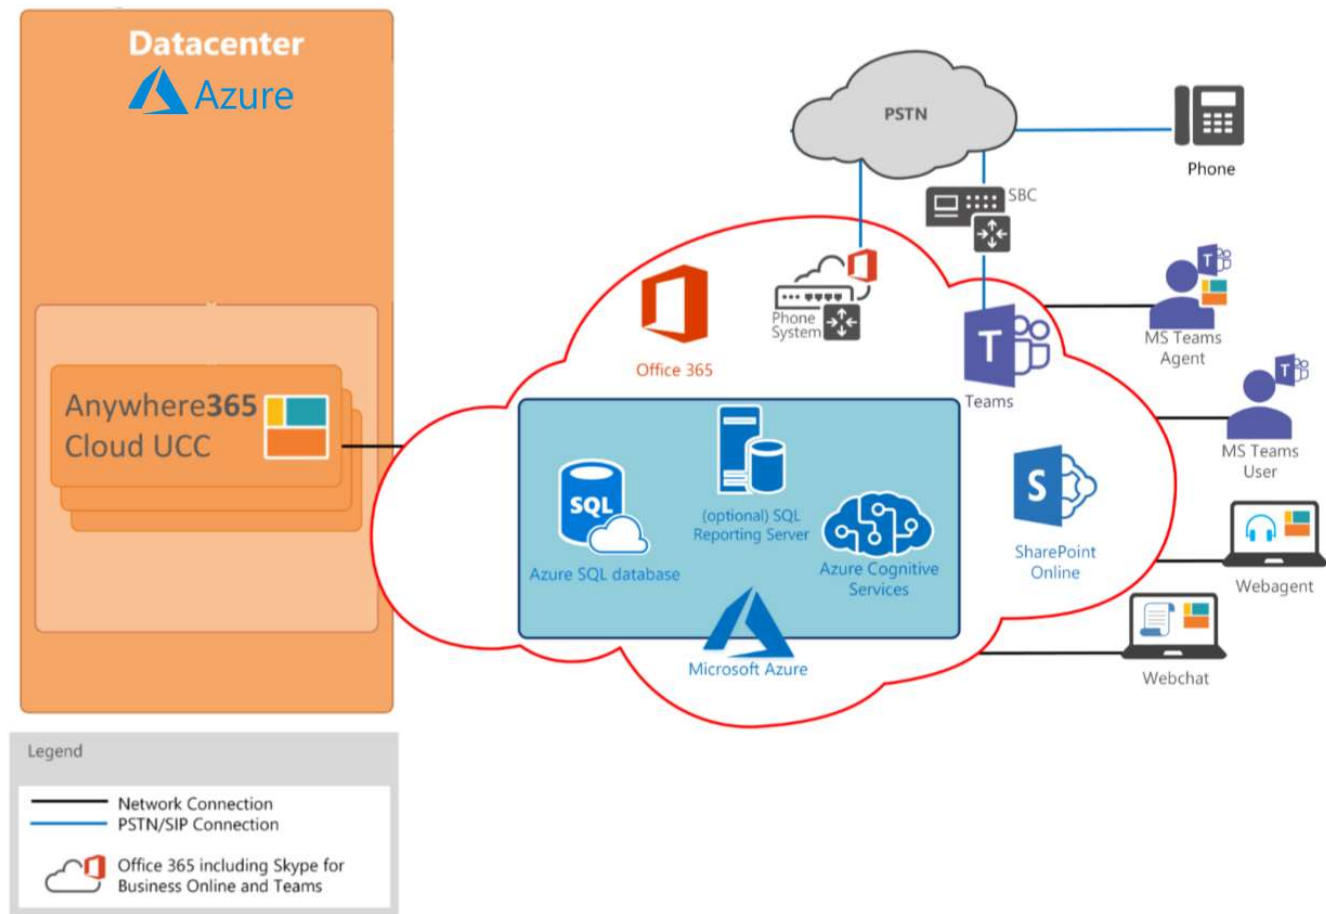 Datacenter
Azure
PSTN
Phone
SBC
Phone
System
Office 365
Teams
MS Teams
Agent
MS Teams
User
Anywhere365
Cloud UCC
SQL
Azure SQL database
(optional) SQL
Reporting Server
Azure Cognitive
Services
S
SharePoint
Online
Webagent
Microsoft Azure
Webchat
T
T
T
Legend
Network Connection
PSTN/SIP Connection
Office 365 including Skype for
Business Online and Teams